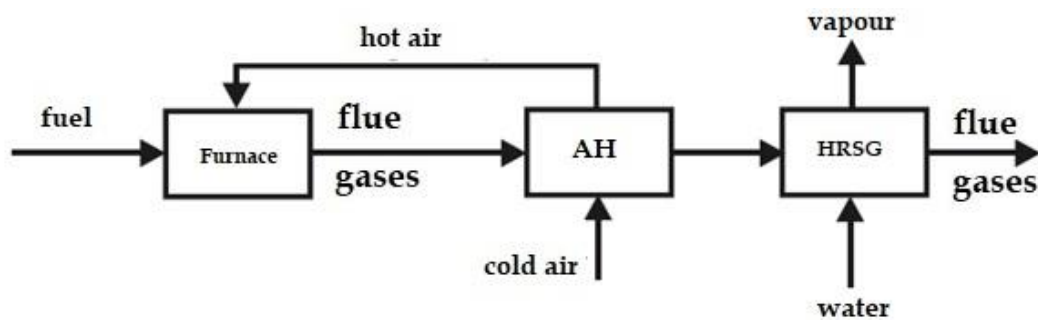 hot air
vapour
fuel
flue
gases
Furnace
AH
HRSG
flue
gases
cold air
water